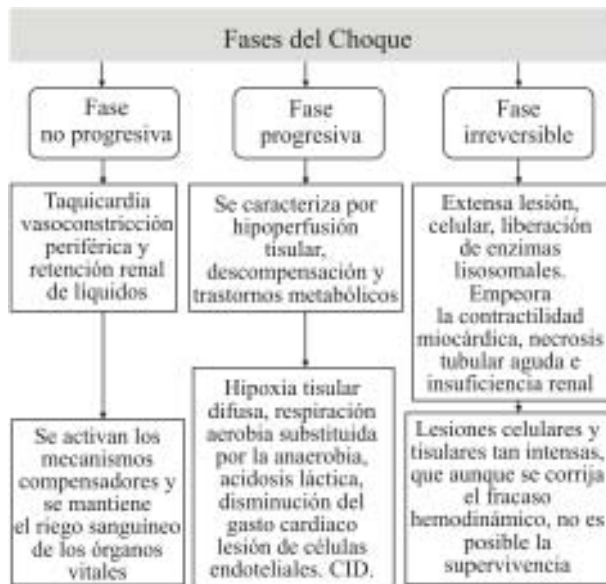 Fases del Choque
Fase
no progresiva
Fase
progresiva
Fase
irreversible
Taquicardia
vasoconstricción
periférica y
retención renal
de líquidos
Se caracteriza por
hipoperfusión
tisular,
descompensación y
trastornos metabólicos
Extensa lesión,
celular, liberación
de enzimas
lisosomales.
Empeora
la contractilidad
miocárdica, necrosis
tubular aguda e
insuficiencia renal
Se activan los
mecanismos
compensadores y
se mantiene
el riego sanguíneo
de los órganos
vitales
Hipoxia tisular
difusa, respiración
aerobia substituida
por la anaerobia,
acidosis láctica,
disminución del
gasto cardíaco
lesión de células
endoteliales. CID.
Lesiones celulares y
tisulares tan intensas,
que aunque se corrija
el fracaso
hemodinámico, no es
posible la
supervivencia